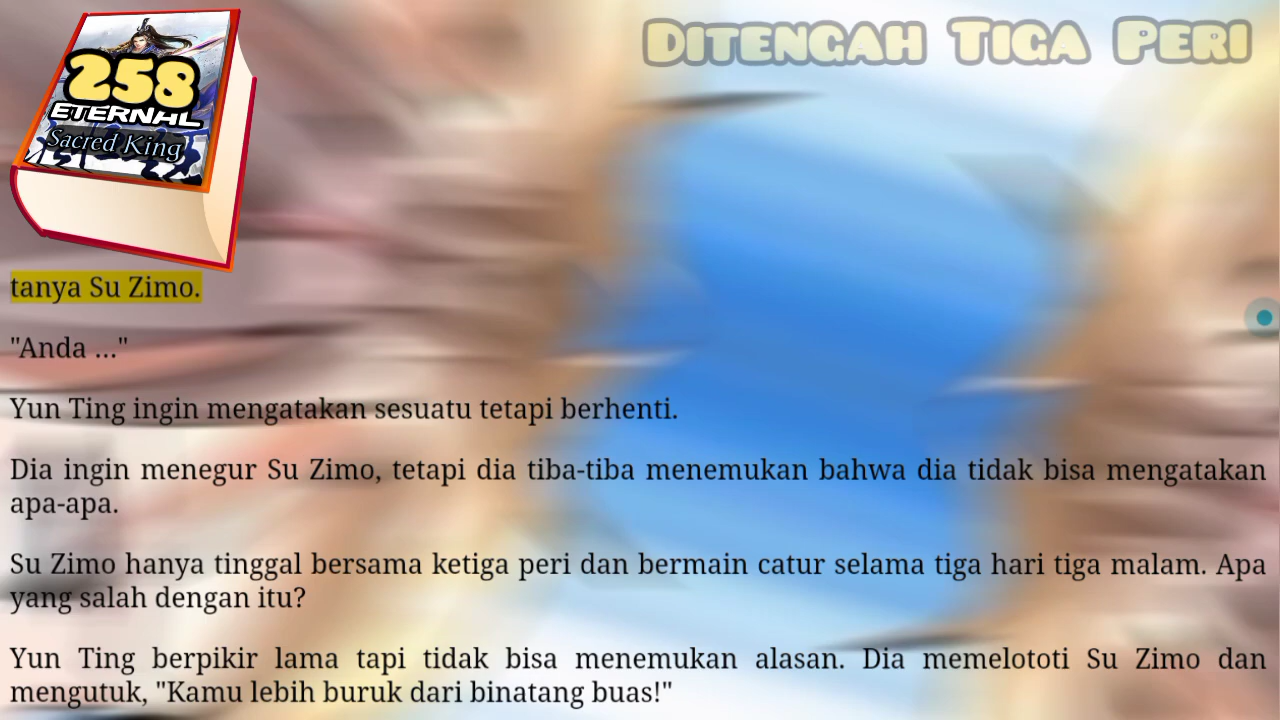 DITENGAH TIGA PERI
258
ETERNAL
Sacred King
tanya Su Zimo.
"Anda ..."
Yun Ting ingin mengatakan sesuatu tetapi berhenti.
Dia ingin menegur Su Zimo, tetapi dia tiba-tiba menemukan bahwa dia tidak bisa mengatakan
apa-apa.
Su Zimo hanya tinggal bersama ketiga peri dan bermain catur selama tiga hari tiga malam. Apa
yang salah dengan itu?
Yun Ting berpikir lama tapi tidak bisa menemukan alasan. Dia memelototi Su Zimo dan
mengutuk, "Kamu lebih buruk dari binatang buas!"